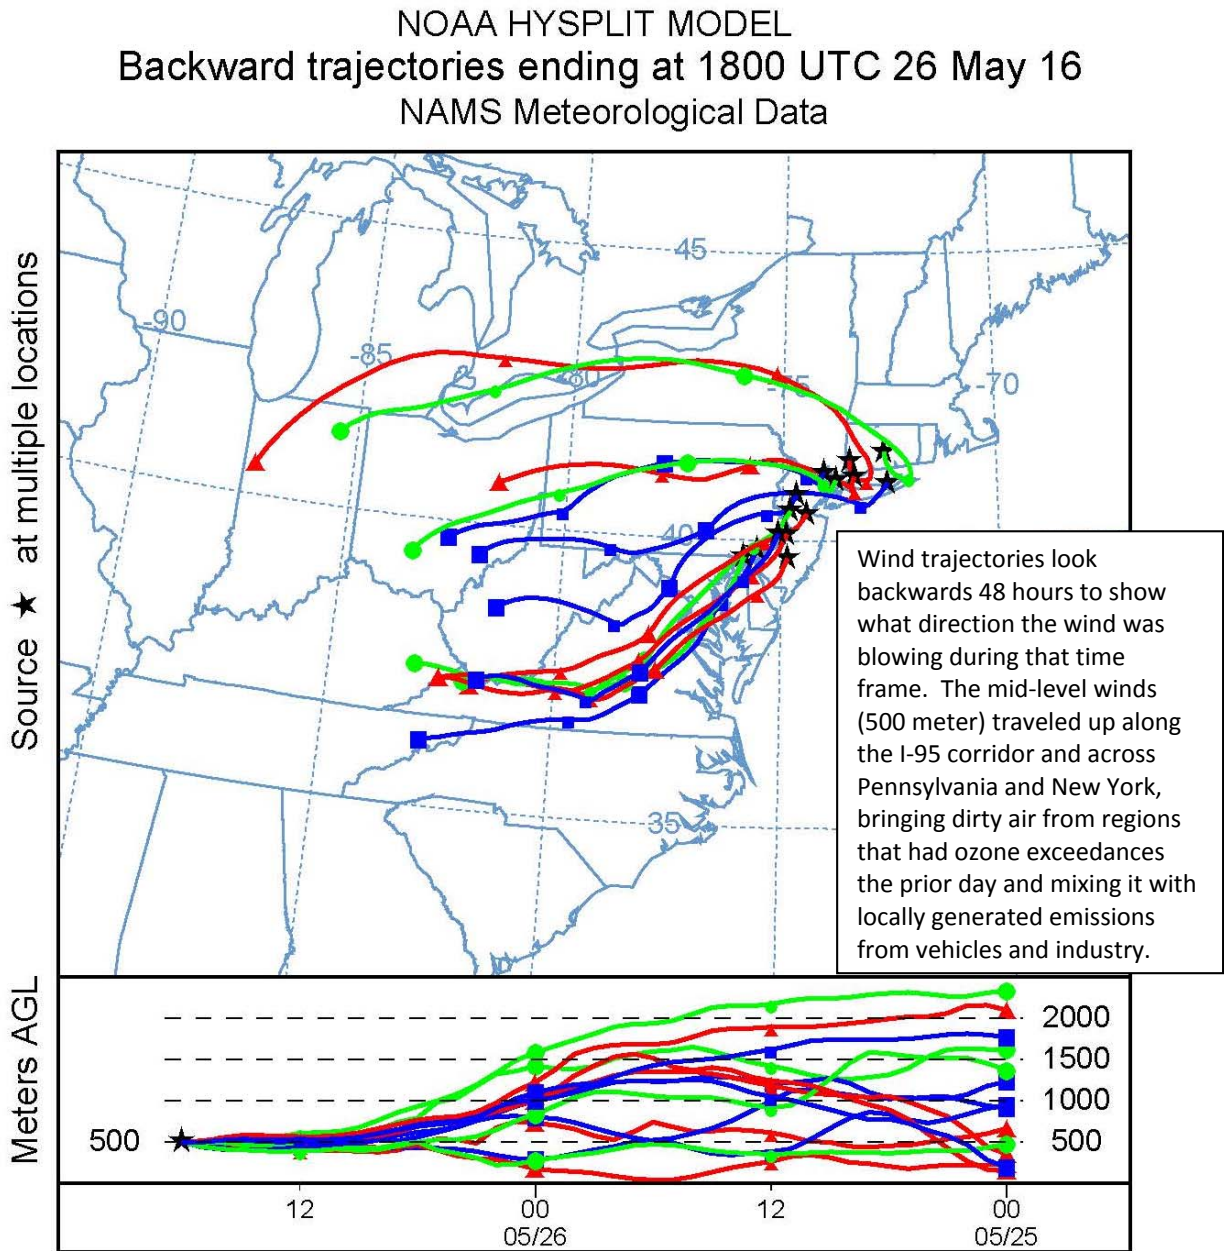 NOAA HYSPLIT MODEL
Backward trajectories ending at 1800 UTC 26 May 16
NAMS Meteorological Data
Source ★ at multiple locations
-90
-85
-80
-75
-70
45
40
35
Wind trajectories look
backwards 48 hours to show
what direction the wind was
blowing during that time
frame. The mid-level winds
(500 meter) traveled up along
the I-95 corridor and across
Pennsylvania and New York,
bringing dirty air from regions
that had ozone exceedances
the prior day and mixing it with
locally generated emissions
from vehicles and industry.
Meters AGL
500
2000
1500
1000
500
12 00 12 00
05/26 05/25